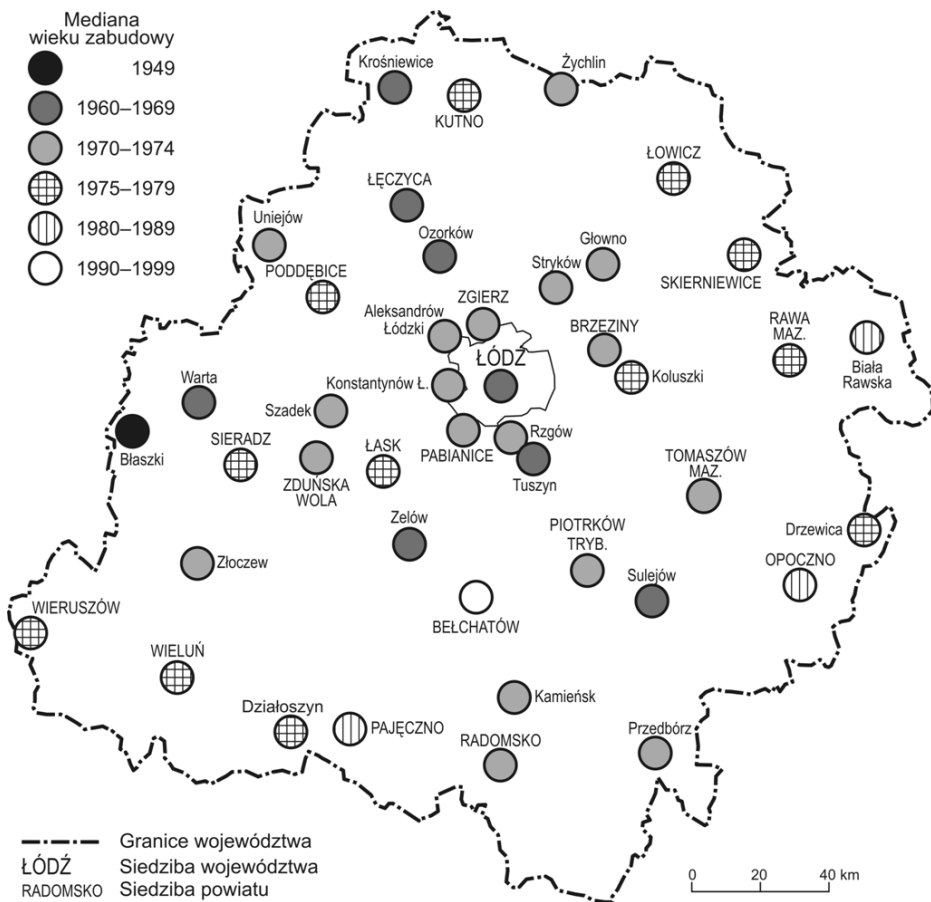 Mediana
wieku zabudowy
1949
1960–1969
1970–1974
1975–1979
1980–1989
1990–1999
Krośniewice
KUTNO
Żychlin
ŁOWICZ
ŁĘCZYCA
Uniejów
Ozorków
Głowno
Stryków
SKIERNIEWICE
PODDĘBICE
ZGIERZ
Aleksandrów
Łódzki
BRZEZINY
RAWA
MAZ.
Biała
Rawska
ŁÓDŹ
Koluszki
Warta
Konstantynów Ł.
Szadek
Błaszki
SIERADZ
ZDUŃSKA
WOLA
ŁASK
PABIANICE
Rzgów
Tuszyn
TOMASZÓW
MAZ.
Zelów
PIOTRKÓW
TRYB.
Drzewica
OPOCZNO
Złoczew
Sulejów
BEŁCHATÓW
WIERUSZÓW
WIELUŃ
Działoszyn
PAJĘCZNO
Kamieńsk
RADOMSKO
Przedbórz
Granice województwa
ŁÓDŹ Siedziba województwa
RADOMSKO Siedziba powiatu
0 20 40 km